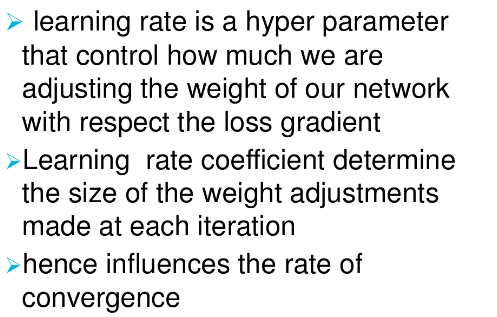 ➢ learning rate is a hyper parameter
that control how much we are
adjusting the weight of our network
with respect the loss gradient
➢Learning  rate coefficient determine
the size of the weight adjustments
made at each iteration
➢hence influences the rate of
convergence